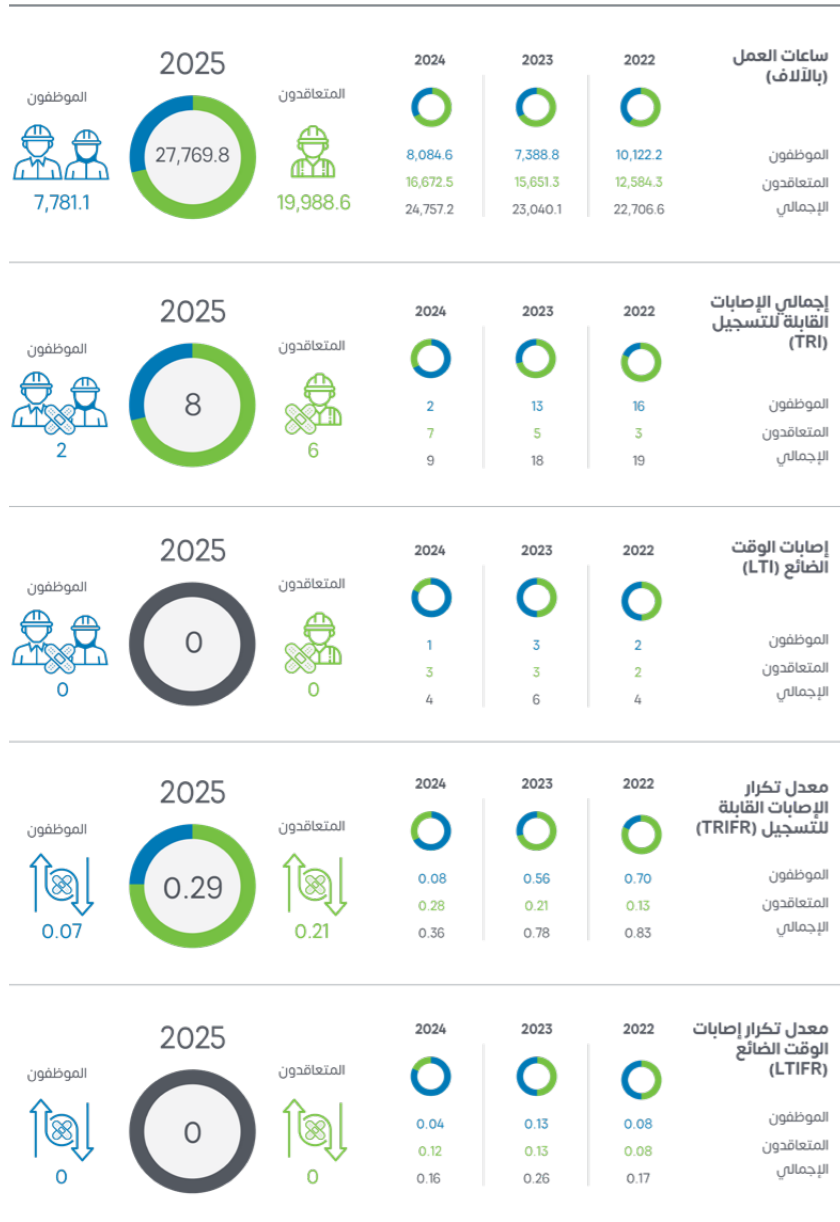 ساعات العمل
(بالآلاف)
2022
2023
2024
الموظفون
10,122.2
7,388.8
8,084.6
المتعاقدون
12,584.3
15,651.3
16,672.5
الإجمالي
22,706.6
23,040.1
24,757.2
2025
المتعاقدون
19,988.6
27,769.8
الموظفون
7,781.1
إجمالي الإصابات
القابلة للتسجيل
(TRI)
2022
2023
2024
الموظفون
16
13
2
المتعاقدون
3
5
7
الإجمالي
19
18
9
2025
المتعاقدون
6
8
الموظفون
2
إصابات الوقت
الضائع (LTI)
2022
2023
2024
الموظفون
2
3
1
المتعاقدون
2
3
3
الإجمالي
4
6
4
2025
المتعاقدون
0
0
الموظفون
0
معدل تكرار
الإصابات القابلة
للتسجيل (TRIFR)
2022
2023
2024
الموظفون
0.70
0.56
0.08
المتعاقدون
0.13
0.21
0.28
الإجمالي
0.83
0.78
0.36
2025
المتعاقدون
0.21
0.29
الموظفون
0.07
معدل تكرار إصابات
الوقت الضائع
(LTIFR)
2022
2023
2024
الموظفون
0.08
0.13
0.04
المتعاقدون
0.08
0.13
0.12
الإجمالي
0.17
0.26
0.16
2025
المتعاقدون
0
0
الموظفون
0